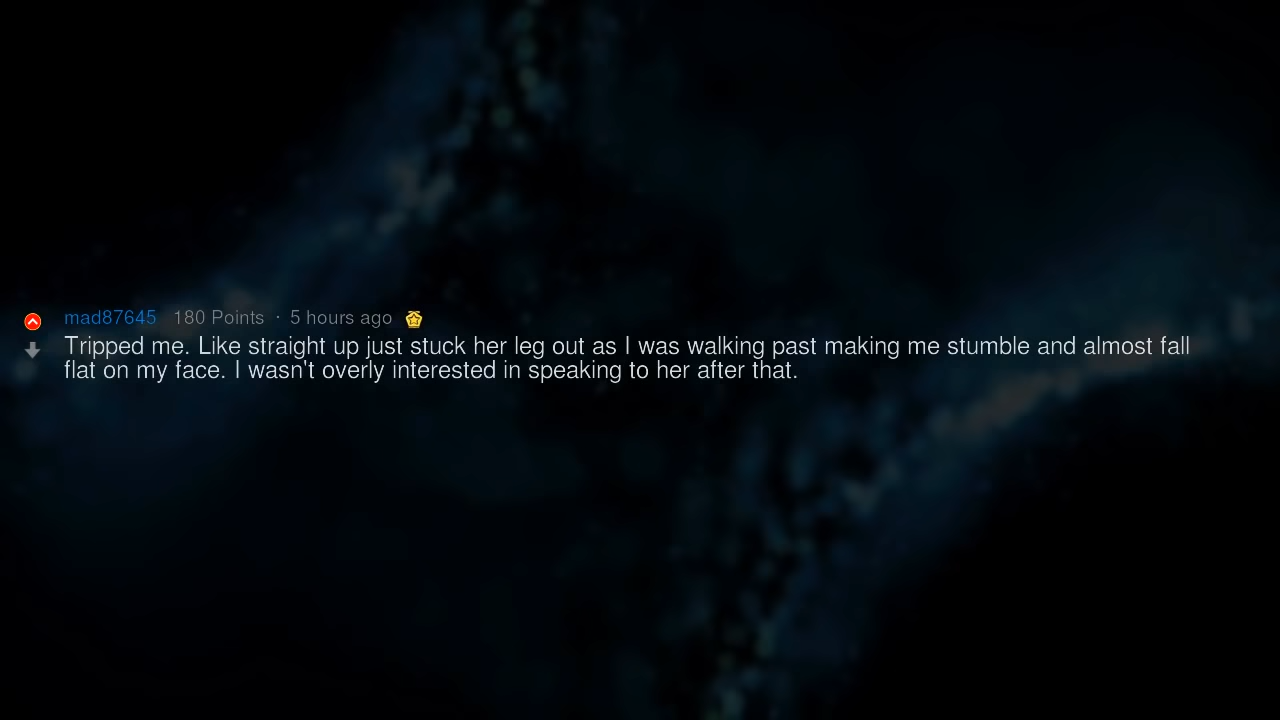 mad87645 180 Points · 5 hours ago
Tripped me. Like straight up just stuck her leg out as I was walking past making me stumble and almost fall
flat on my face. I wasn't overly interested in speaking to her after that.